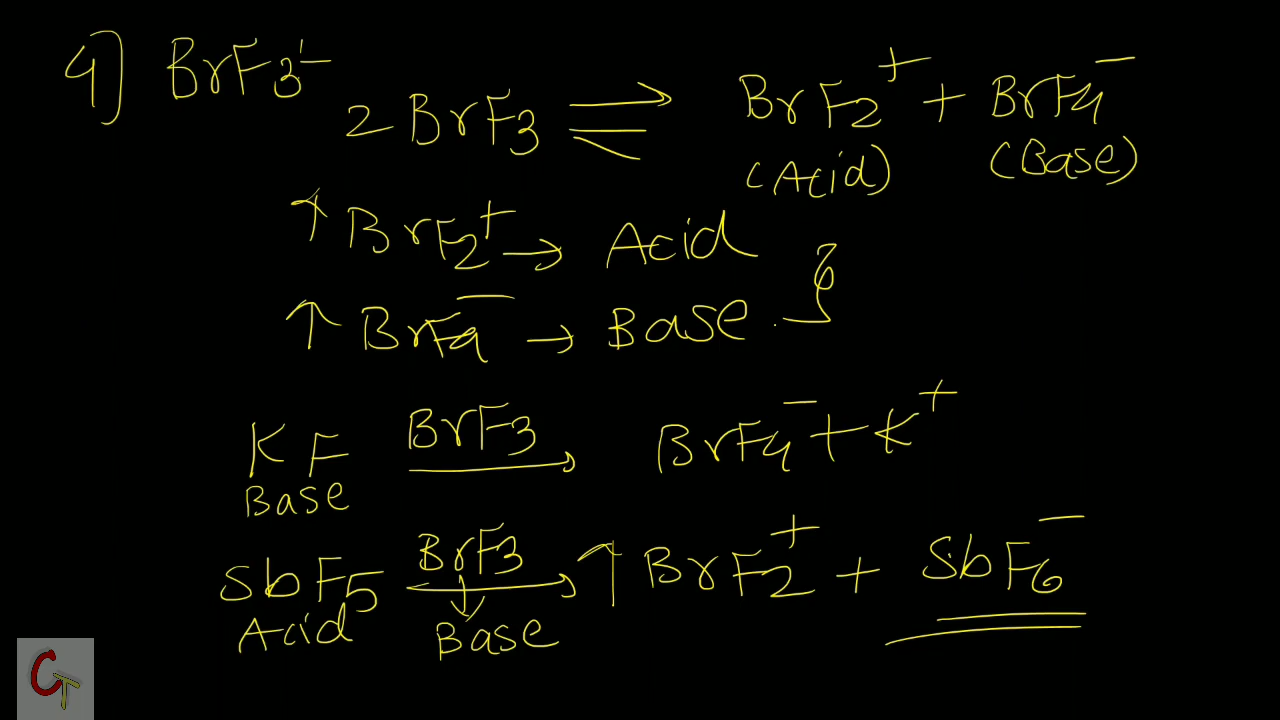 4] BrF3:-
2BrF3 ⇌ BrF2⁺ + BrF4⁻
(Acid) (Base)
↑ BrF2⁺ → Acid
↑ BrF4⁻ → Base.
KF BrF3 → BrF4⁻ + K⁺
Base
SbF5 BrF3 → ↑ BrF2⁺ + SbF6⁻
Acid ↓ Base
CT